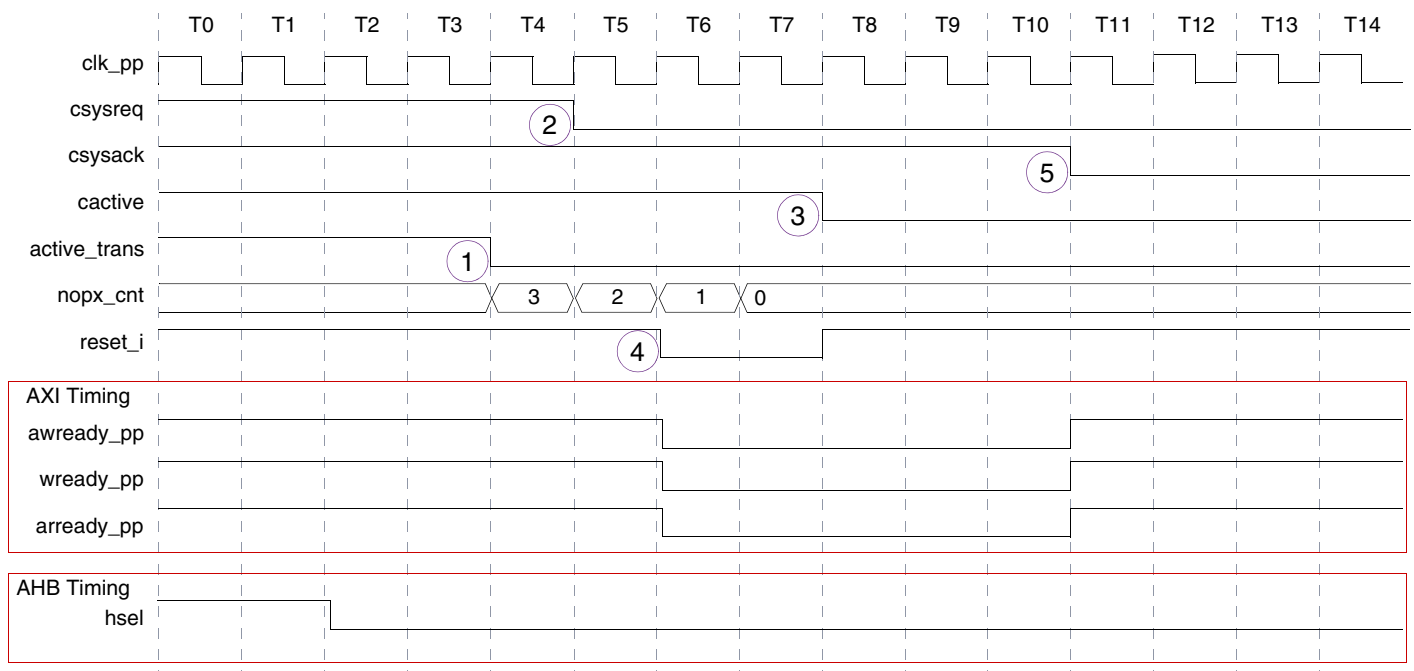 T0 T1 T2 T3 T4 T5 T6 T7 T8 T9 T10 T11 T12 T13 T14
clk_pp
csysreq
2
csysack
5
cactive
3
active_trans
1
nopx_cnt 3 2 1 0
reset_i
4
AXI Timing
awready_pp
wready_pp
arready_pp
AHB Timing
hsel